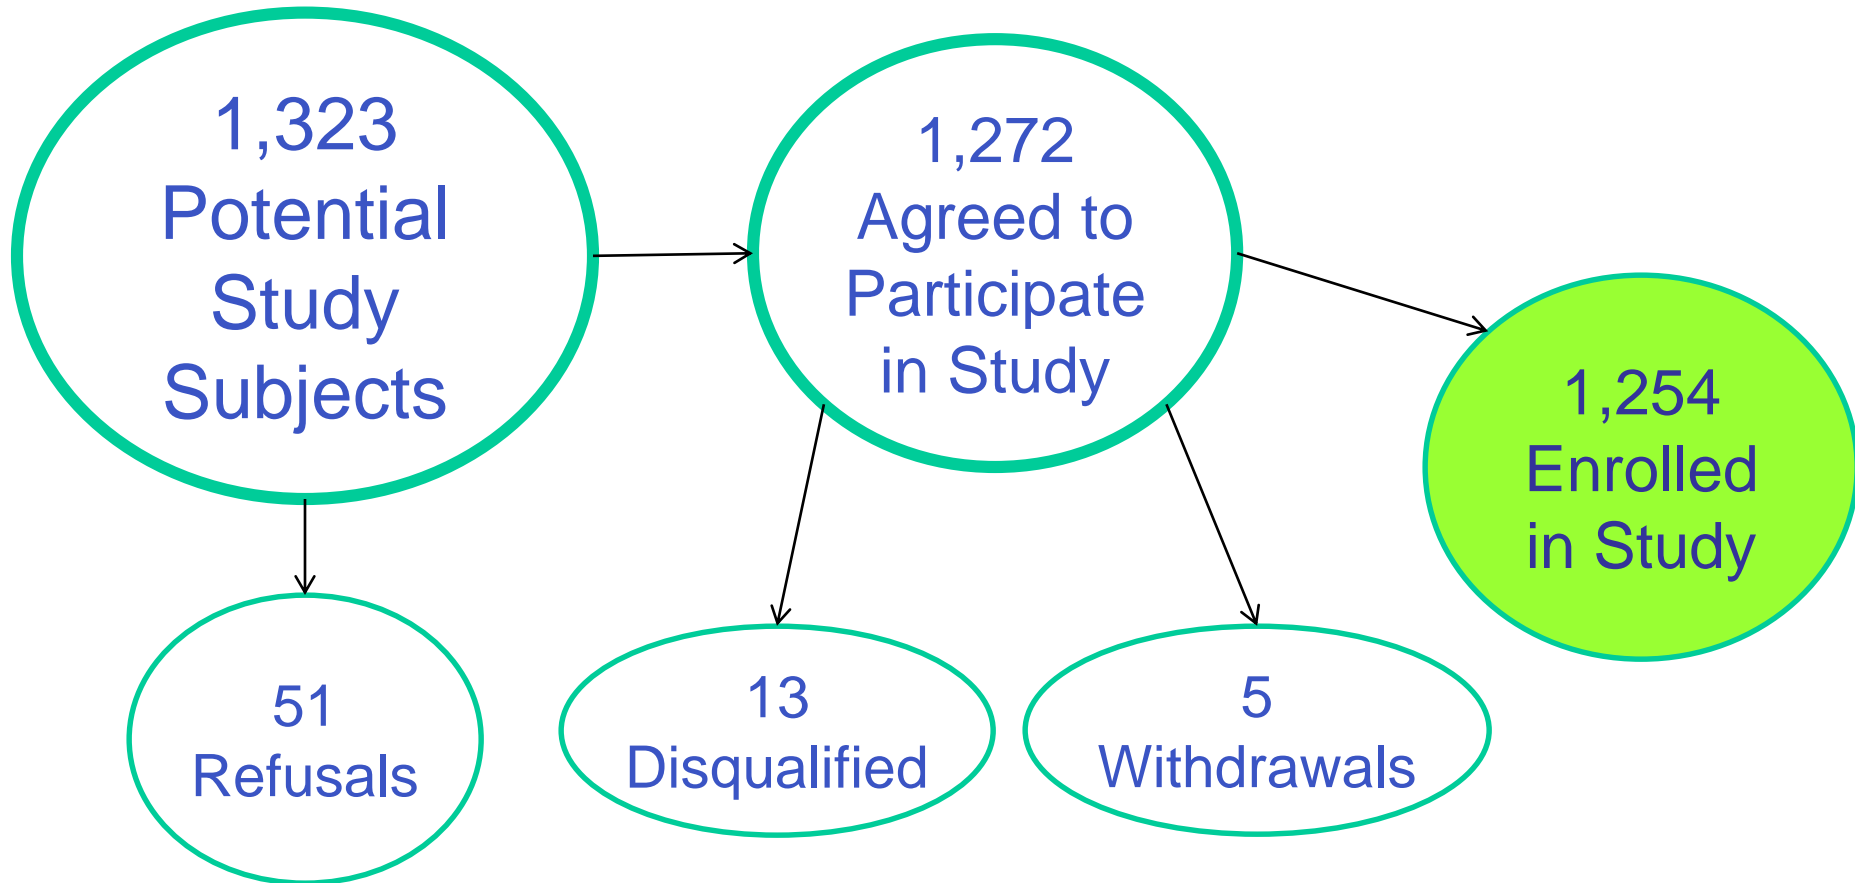 1,323
Potential
Study
Subjects
1,272
Agreed to
Participate
in Study
1,254
Enrolled
in Study
51
Refusals
13
Disqualified
5
Withdrawals